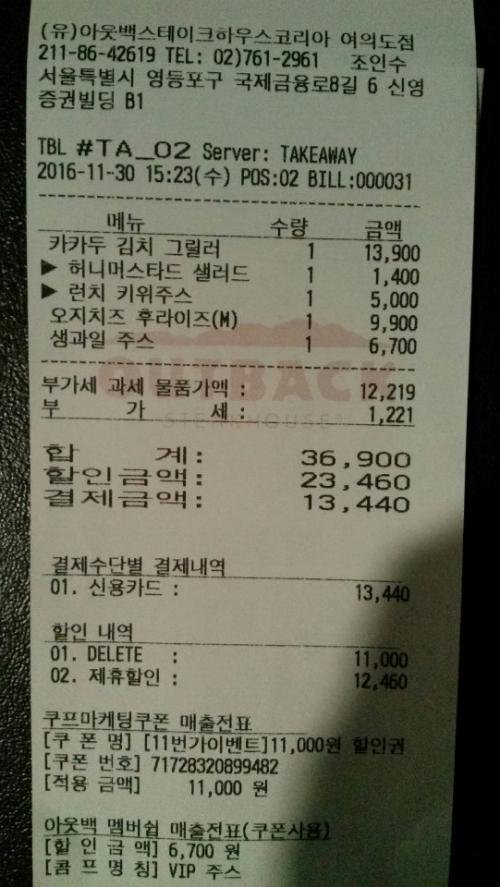 (유)아웃백스테이크하우스코리아 여의도점
211-86-42619 TEL: 02)761-2961 조인수
서울특별시 영등포구 국제금융로8길 6 신영
증권빌딩 B1
TBL #TA_02 Server: TAKEAWAY
2016-11-30 15:23(수) POS:02 BILL:000031
메뉴 수량 금액
카카두 김치 그릴러 1 13,900
▶ 허니머스타드 샐러드 1 1,400
▶ 런치 키위주스 1 5,000
오지치즈 후라이즈(M) 1 9,900
생과일 주스 1 6,700
OUTBACK
STEAKHOUSE
부가세 과세 물품가액 : 12,219
부 가 세 : 1,221
합 계: 36,900
할인금액: 23,460
결제금액: 13,440
결제수단별 결제내역
01. 신용카드 : 13,440
할인 내역
01. DELETE : 11,000
02. 제휴할인 : 12,460
쿠프마케팅쿠폰 매출전표
[쿠 폰 명] [11번가이벤트]11,000원 할인권
[쿠폰 번호] 71728320899482
[적용 금액] 11,000 원
아웃백 멤버쉽 매출전표(쿠폰사용)
[할 인 금 액] 6,700 원
[콤 프 명 칭] VIP 주스